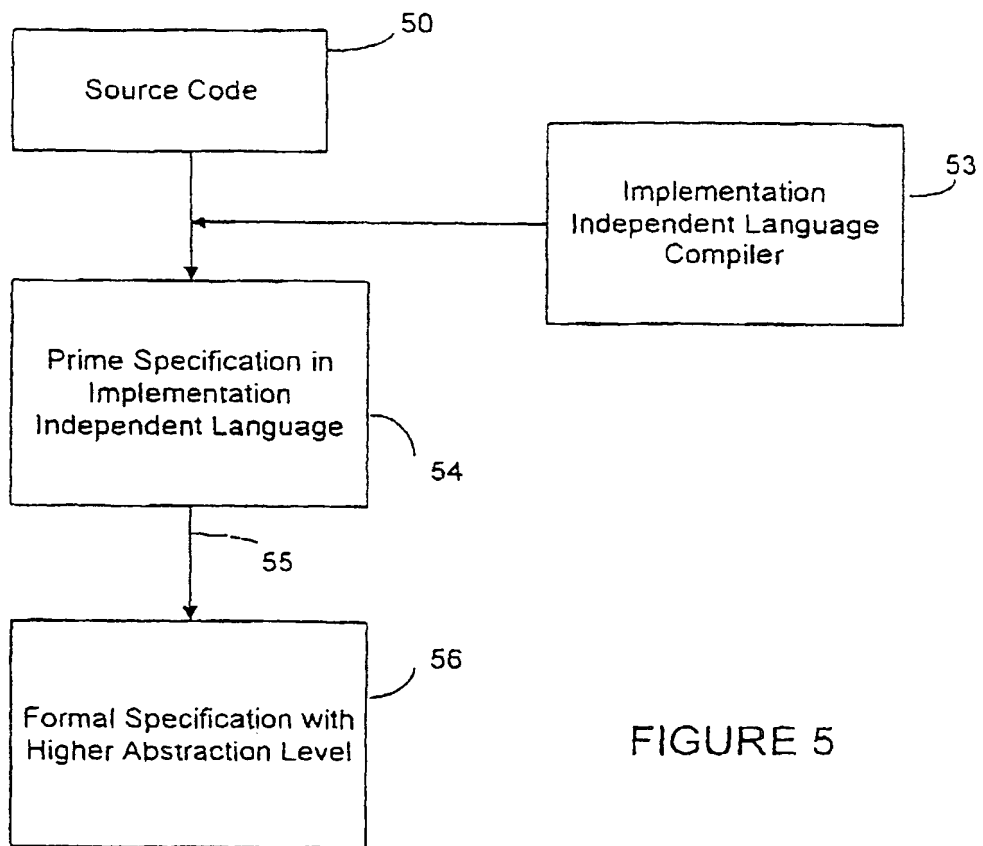 50
Source Code
53
Implementation
Independent Language
Compiler
Prime Specification in
Implementation
Independent Language
54
55
56
Formal Specification with
Higher Abstraction Level
FIGURE 5